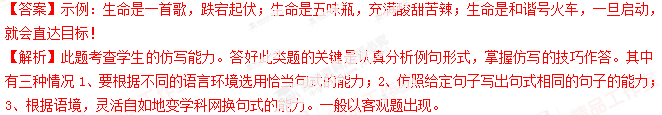 【答案】示例：生命是一首歌，跌宕起伏；生命是五味瓶，充满酸甜苦辣；生命是和谐号火车，一旦启动，
就会直达目标！
【解析】此题考查学生的仿写能力。答好此类题的关键是认真分析例句形式，掌握仿写的技巧作答。其中
有三种情况 1、要根据不同的语言环境选用恰当句式的能力；2、仿照给定句子写出句式相同的句子的能力；
3、根据语境，灵活自如地变学科网换句式的能力。一般以客观题出现。